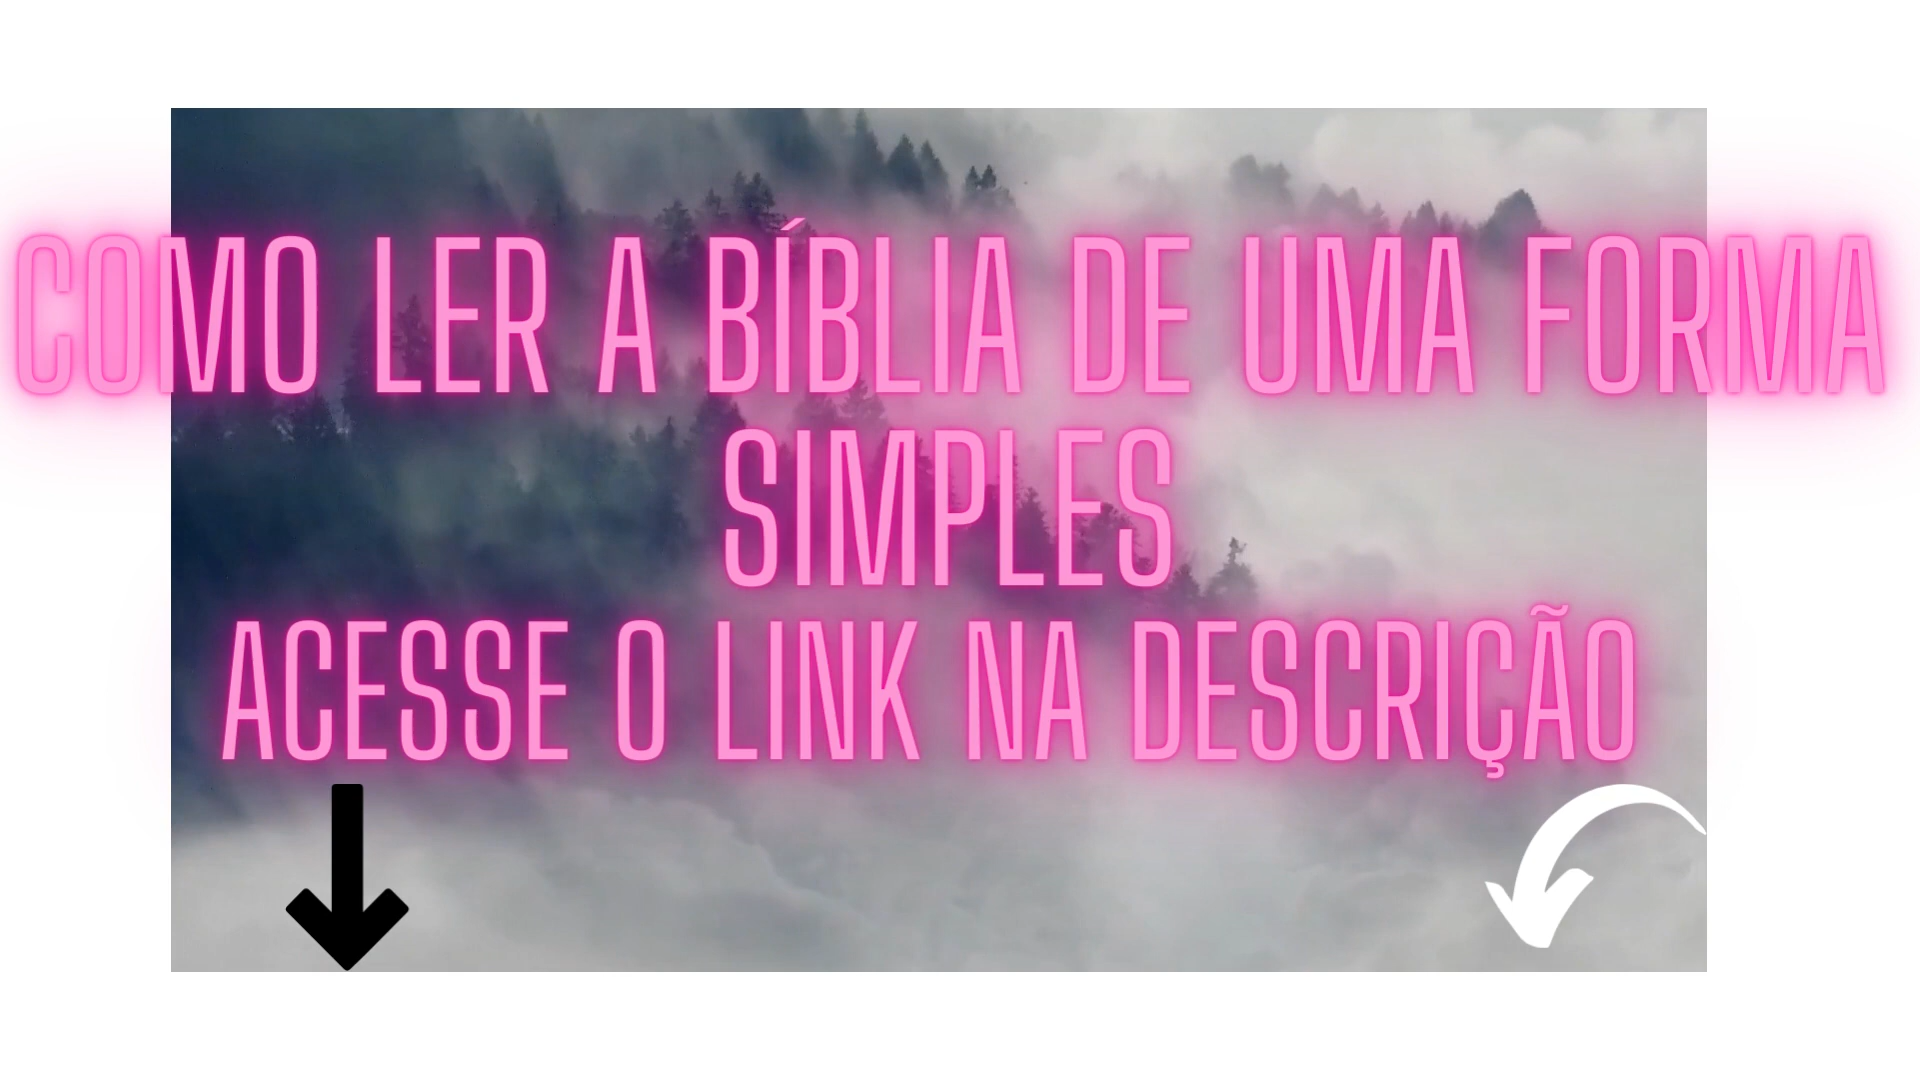 COMO LER A BÍBLIA DE UMA FORMA
SIMPLES
ACESSE O LINK NA DESCRIÇÃO